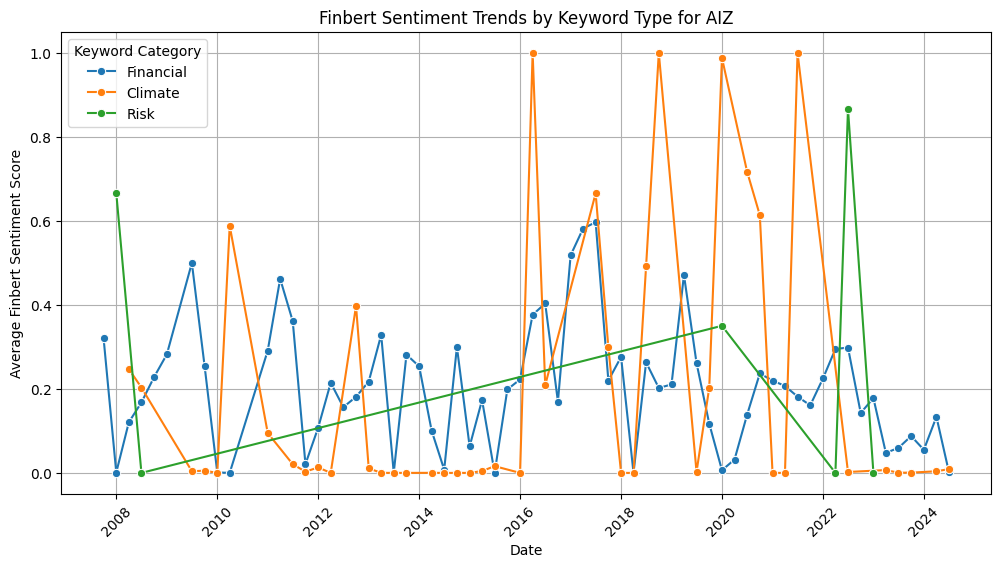 Finbert Sentiment Trends by Keyword Type for AIZ
Keyword Category
Financial
Climate
Risk
Average Finbert Sentiment Score
1.0
0.8
0.6
0.4
0.2
0.0
2008
2010
2012
2014
2016
2018
2020
2022
2024
Date